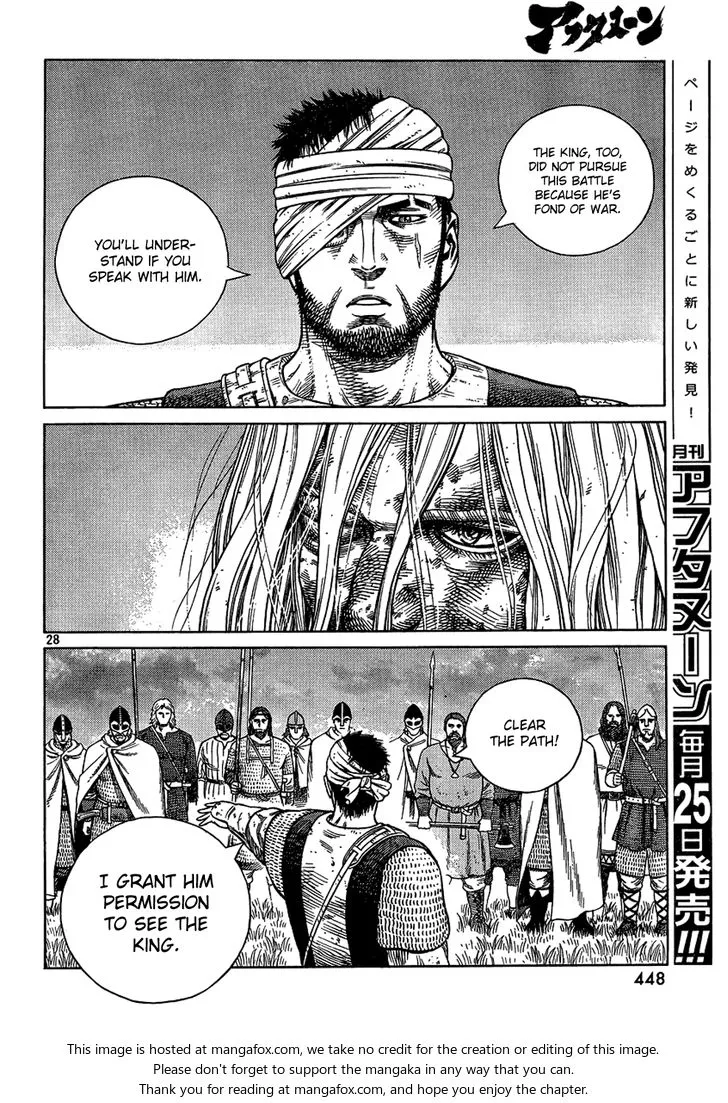 アフタヌーン
THE KING, TOO,
DID NOT PURSUE
THIS BATTLE
BECAUSE HE'S
FOND OF WAR.
YOU'LL UNDER-
STAND IF YOU
SPEAK WITH HIM.
28
CLEAR
THE PATH!
I GRANT HIM
PERMISSION
TO SEE THE
KING.
448
ページをめくるごとに新しい発見!
月刊アフタヌーン毎月25日発売!!!
This image is hosted at mangafox.com, we take no credit for the creation or editing of this image.
Please don't forget to support the mangaka in any way that you can.
Thank you for reading at mangafox.com, and hope you enjoy the chapter.